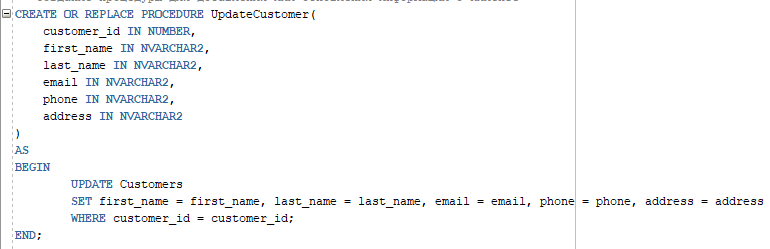 CREATE OR REPLACE PROCEDURE UpdateCustomer(
customer_id IN NUMBER,
first_name IN NVARCHAR2,
last_name IN NVARCHAR2,
email IN NVARCHAR2,
phone IN NVARCHAR2,
address IN NVARCHAR2
)
AS
BEGIN
UPDATE Customers
SET first_name = first_name, last_name = last_name, email = email, phone = phone, address = address
WHERE customer_id = customer_id;
END;